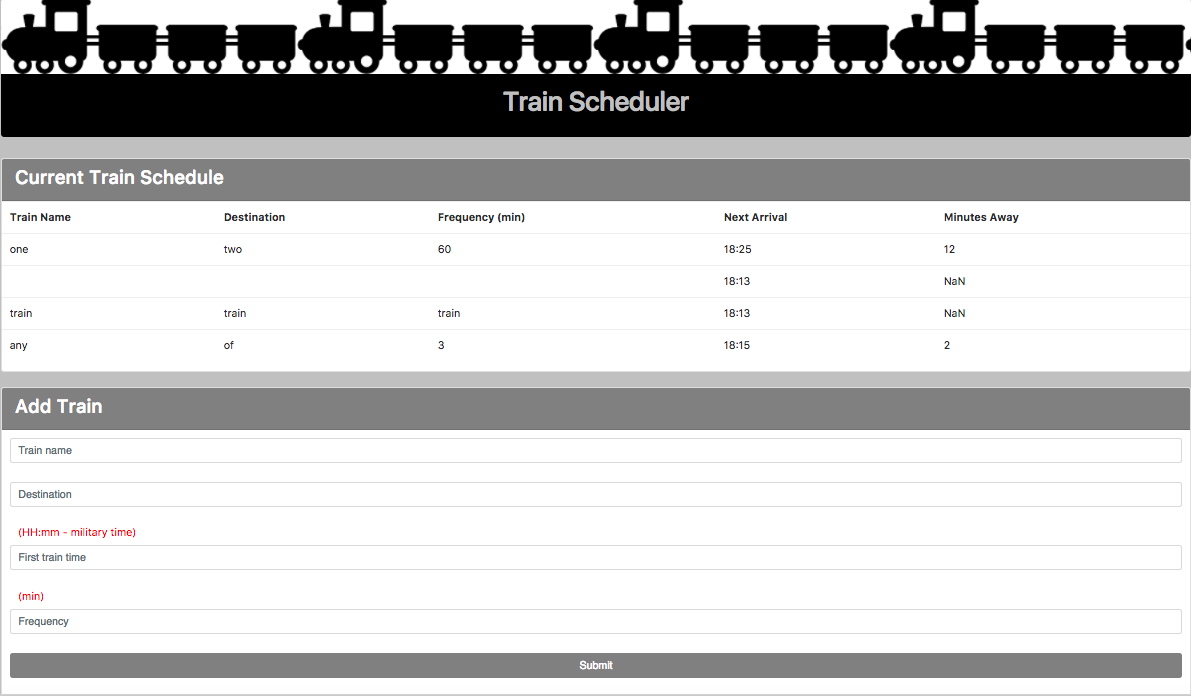 Train Scheduler
Current Train Schedule
Train Name Destination Frequency (min) Next Arrival Minutes Away
one two 60 18:25 12
18:13 NaN
train train train 18:13 NaN
any of 3 18:15 2
Add Train
Train name
Destination
(HH:mm - military time)
First train time
(min)
Frequency
Submit